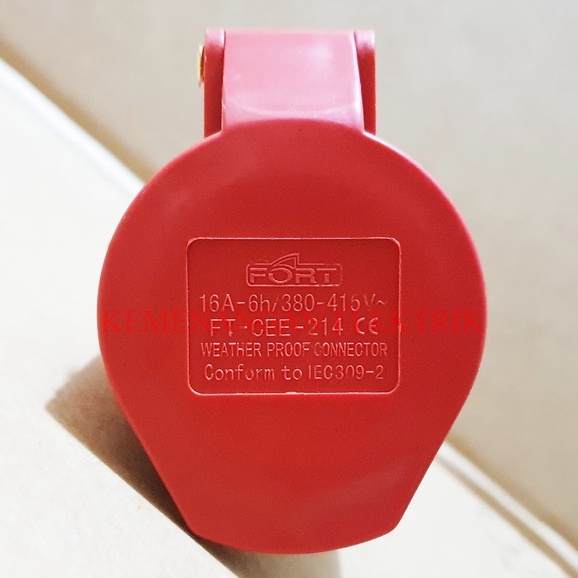 FORT
16A-6h/380-415V~
FT-CEE-214 CE
WEATHER PROOF CONNECTOR
Conform to IEC309-2